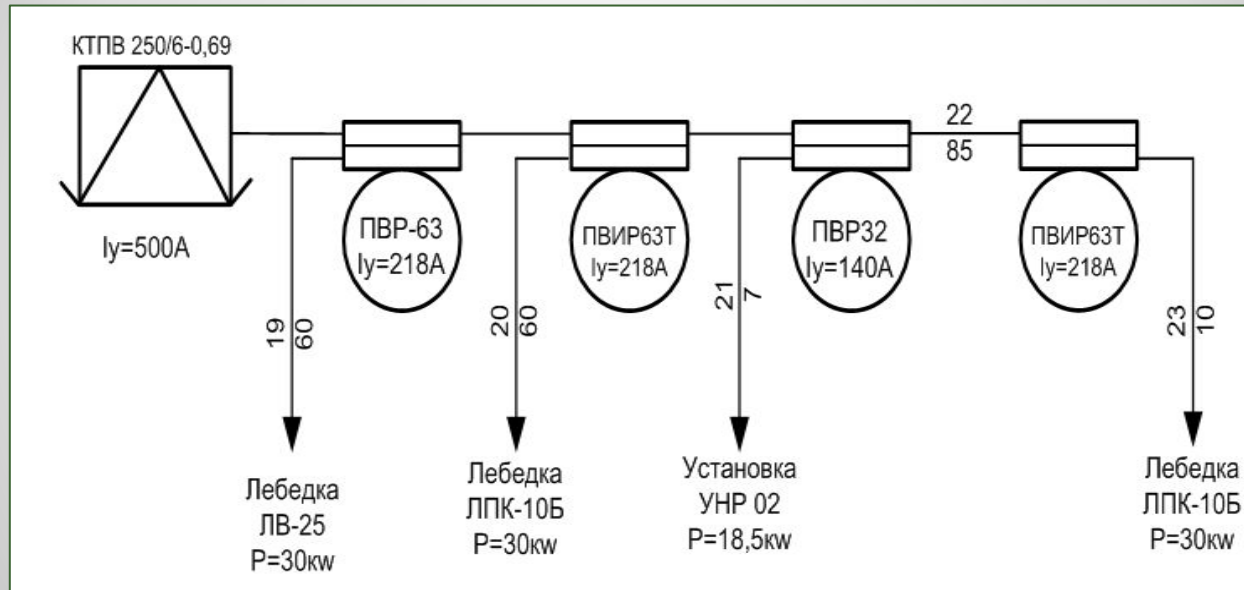 КТПВ 250/6-0,69
Iу=500А
ПВР-63
Iу=218А
ПВИР63Т
Iу=218А
ПВР32
Iу=140А
22
85
ПВИР63Т
Iу=218А
19
60
20
60
21
7
23
10
Лебедка
ЛВ-25
Р=30кw
Лебедка
ЛПК-10Б
Р=30кw
Установка
УНР 02
Р=18,5кw
Лебедка
ЛПК-10Б
Р=30кw